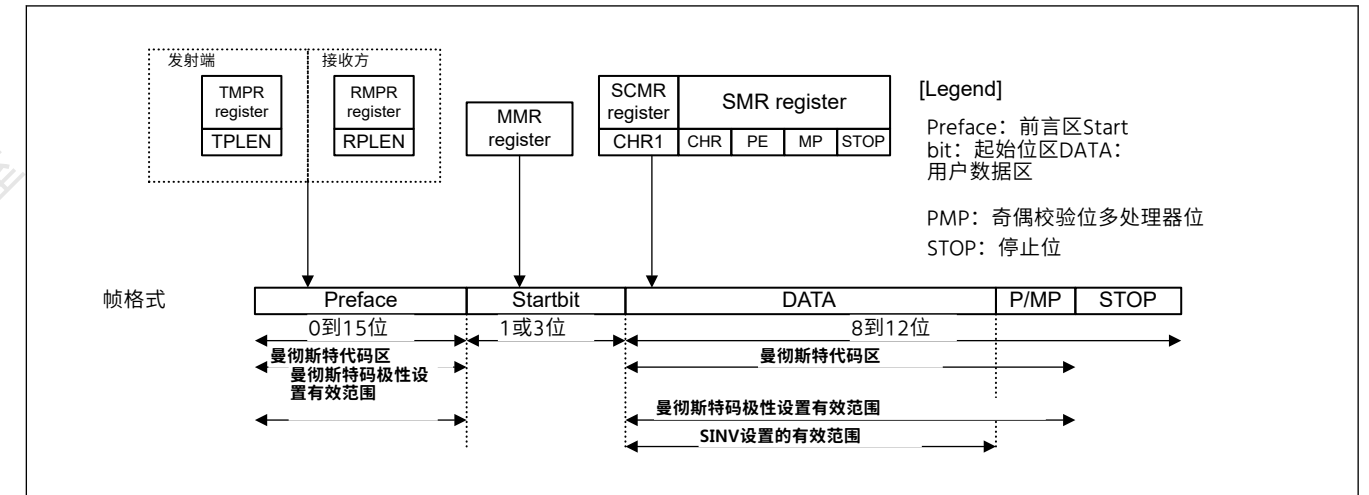 发射端
接收方
TMPR
register
TPLEN
RMPR
register
RPLEN
MMR
register
SCMR
register
CHR1
SMR register
CHR PE MP STOP
[Legend]
Preface：前言区Start
bit：起始位区DATA：
用户数据区
PMP：奇偶校验位多处理器位
STOP：停止位
帧格式
Preface Startbit DATA P/MP STOP
0到15位 1或3位 8到12位
曼彻斯特代码区 曼彻斯特代码区
曼彻斯特码极性设
置有效范围
曼彻斯特码极性设置有效范围
SINV设置的有效范围